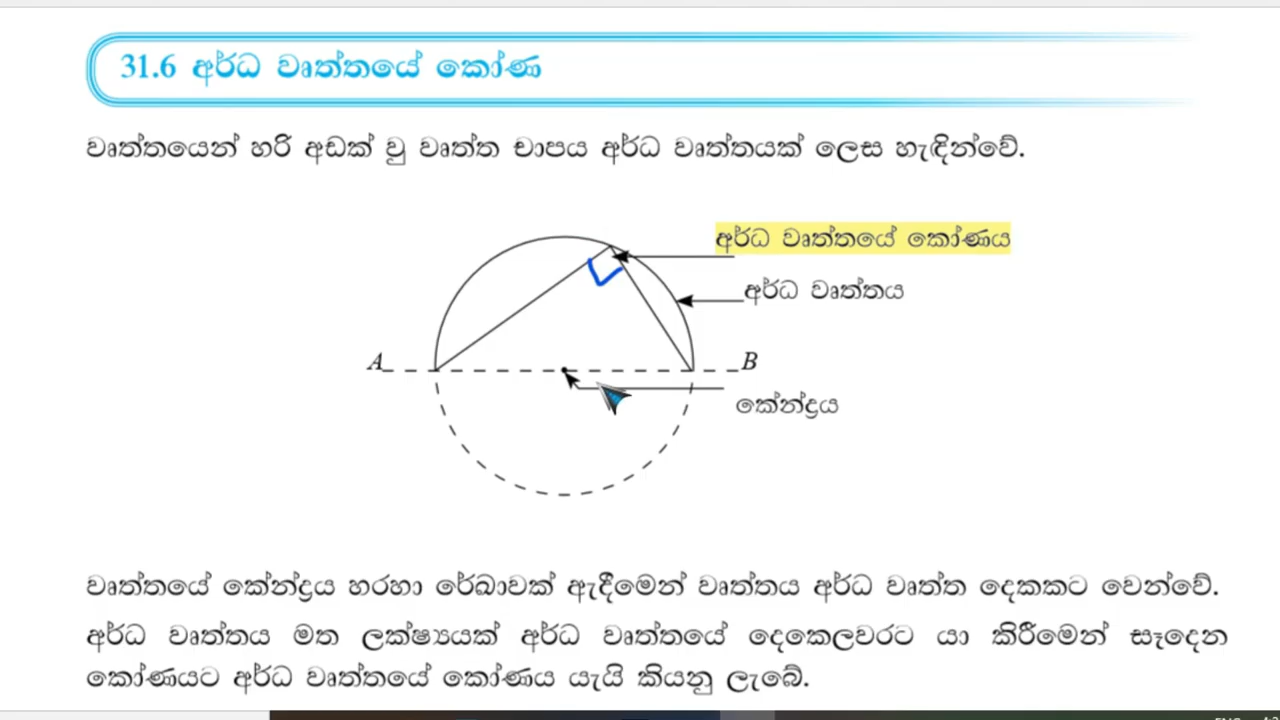 31.6 අර්ධ වෘත්තයේ කෝණ
වෘත්තයෙන් හරි අඩක් වූ වෘත්ත චාපය අර්ධ වෘත්තයක් ලෙස හැඳින්වේ.
අර්ධ වෘත්තයේ කෝණය
අර්ධ වෘත්තය
A
B
කේන්ද්‍රය
වෘත්තයේ කේන්ද්‍රය හරහා රේඛාවක් ඇඳීමෙන් වෘත්තය අර්ධ වෘත්ත දෙකකට වෙන්වේ.
අර්ධ වෘත්තය මත ලක්ෂ්‍යයක් අර්ධ වෘත්තයේ දෙකෙලවරට යා කිරීමෙන් සෑදෙන
කෝණයට අර්ධ වෘත්තයේ කෝණය යැයි කියනු ලැබේ.